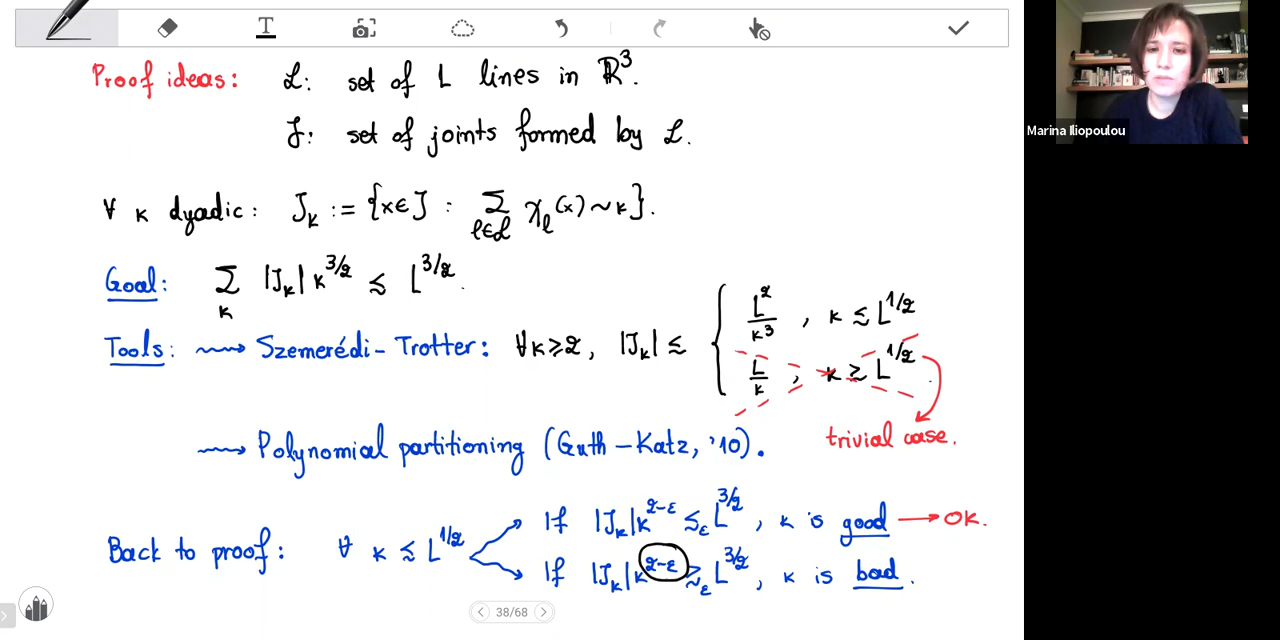 Proof ideas: ℒ: set of L lines in ℝ³.
J: set of joints formed by ℒ.
∀ k dyadic: J_k := {x∈J : Σ_{ℓ∈ℒ} χ_ℓ(x) ~ k}.
Goal: Σ_k |J_k| k^{3/2} ≲ L^{3/2}.
Tools: ⟿ Szemerédi-Trotter: ∀k⩾2, |J_k| ≲ { L²/k³ , k ≲ L^{1/2}
L/k , k ≳ L^{1/2}.
trivial case.
⟿ Polynomial partitioning (Guth-Katz, '10).
Back to proof: ∀ k ≲ L^{1/2}
If |J_k| k^{2-ε} ≲_ε L^{3/2}, k is good → OK.
If |J_k| k^{2-ε} ≳_ε L^{3/2}, k is bad.
T
38/68
Marina Iliopoulou